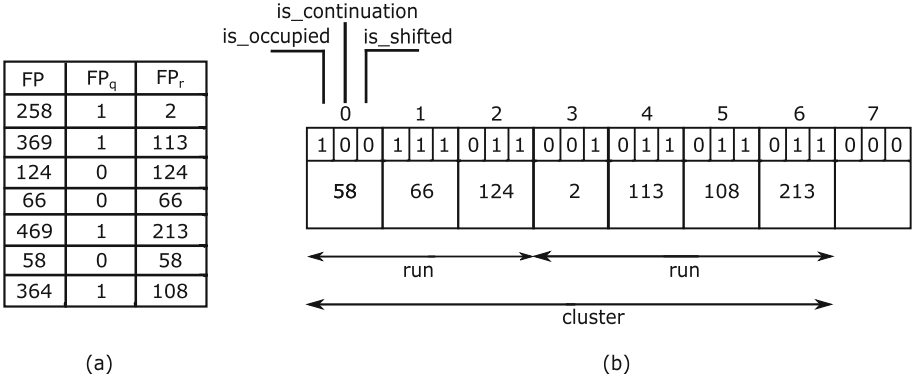 is_continuation
is_occupied is_shifted
FP FPq FPr
258 1 2
369 1 113
124 0 124
66 0 66
469 1 213
58 0 58
364 1 108
0 1 2 3 4 5 6 7
1 0 0 1 1 1 0 1 1 0 0 1 0 1 1 0 1 1 0 1 1 0 0 0
58 66 124 2 113 108 213
run run
cluster
(a) (b)